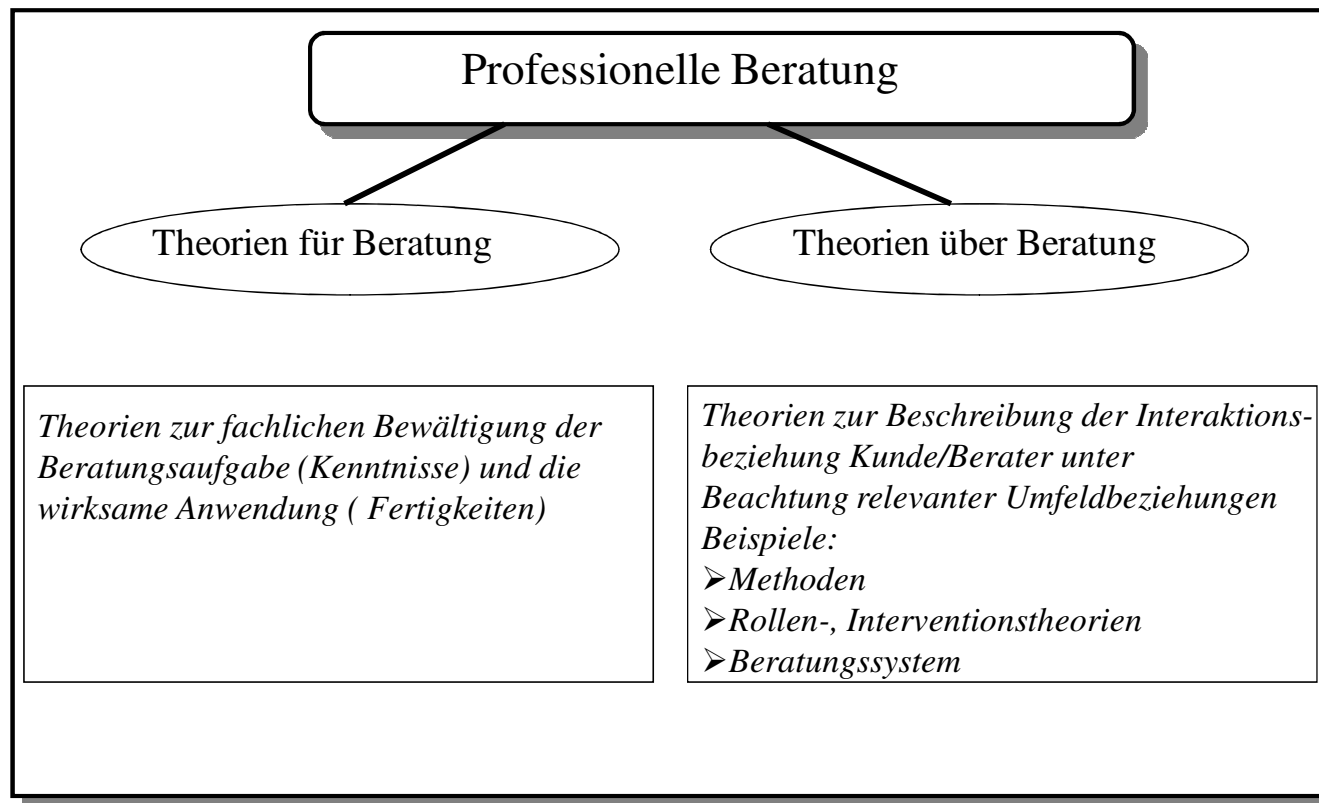 Professionelle Beratung
Theorien für Beratung
Theorien über Beratung
Theorien zur fachlichen Bewältigung der
Beratungsaufgabe (Kenntnisse) und die
wirksame Anwendung ( Fertigkeiten)
Theorien zur Beschreibung der Interaktions-
beziehung Kunde/Berater unter
Beachtung relevanter Umfeldbeziehungen
Beispiele:
➢Methoden
➢Rollen-, Interventionstheorien
➢Beratungssystem